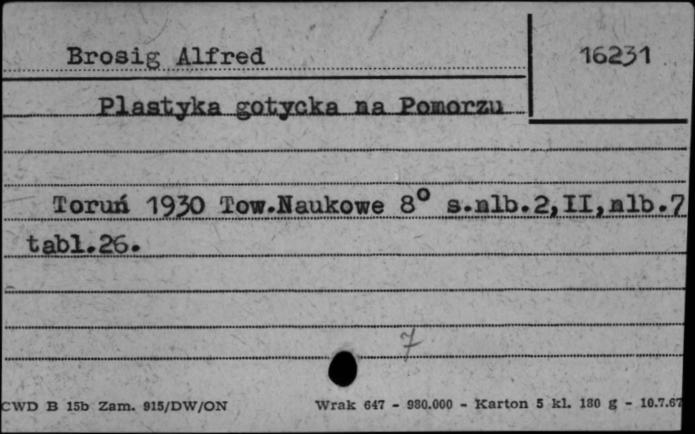 Brosig Alfred
16231
Plastyka gotycka na Pomorzu
Toruń 1930 Tow.Naukowe 8° s.nlb.2,II,nlb.7
tabl.26.
7
CWD B 15b Zam. 915/DW/ON Wrak 647 - 980.000 - Karton 5 kl. 180 g - 10.7.67